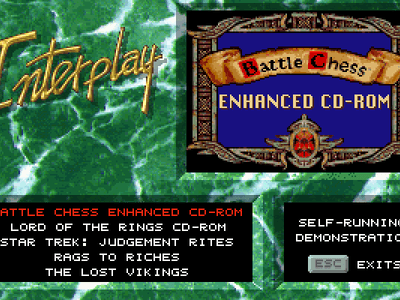 Interplay
Battle Chess
ENHANCED CD-ROM
ATTLE CHESS ENHANCED CD-ROM
LORD OF THE RINGS CD-ROM
STAR TREK: JUDGEMENT RITES
RAGS TO RICHES
THE LOST VIKINGS
SELF-RUNNING
DEMONSTRATION
ESC EXITS